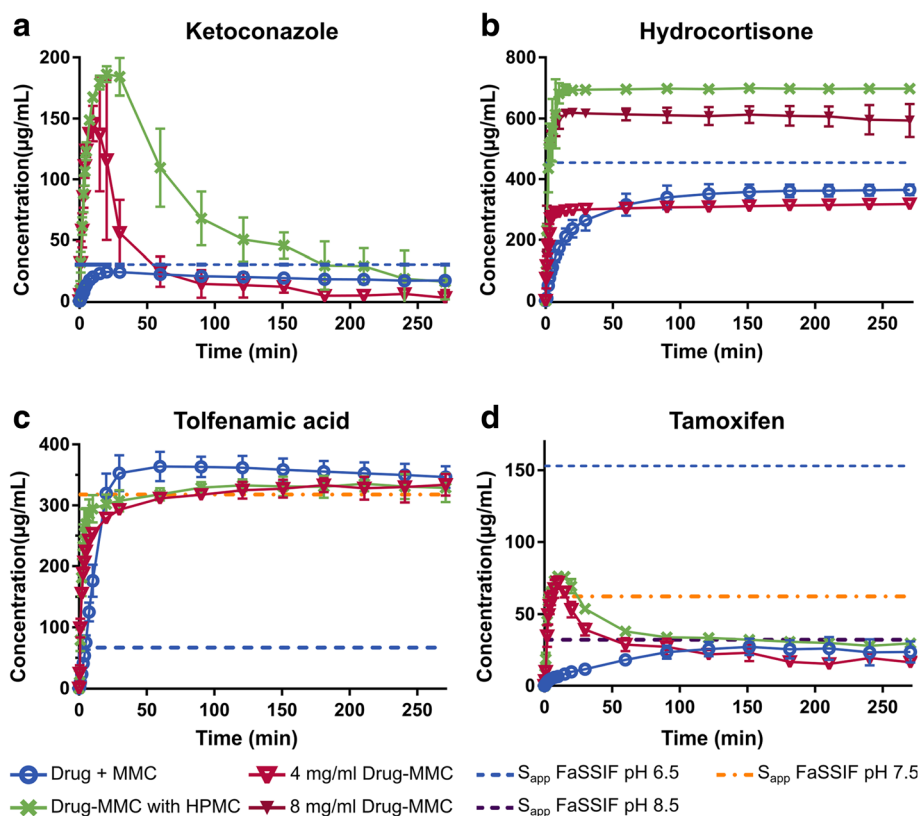 a
Ketoconazole
Concentration(µg/mL)
200
150
100
50
0
0 50 100 150 200 250
Time (min)
b
Hydrocortisone
Concentration(µg/mL)
800
600
400
200
0
0 50 100 150 200 250
Time (min)
c
Tolfenamic acid
Concentration(µg/mL)
400
300
200
100
0
0 50 100 150 200 250
Time (min)
d
Tamoxifen
Concentration(µg/mL)
150
100
50
0
0 50 100 150 200 250
Time (min)
Drug + MMC
4 mg/ml Drug-MMC
Sapp FaSSIF pH 6.5
Sapp FaSSIF pH 7.5
Drug-MMC with HPMC
8 mg/ml Drug-MMC
Sapp FaSSIF pH 8.5